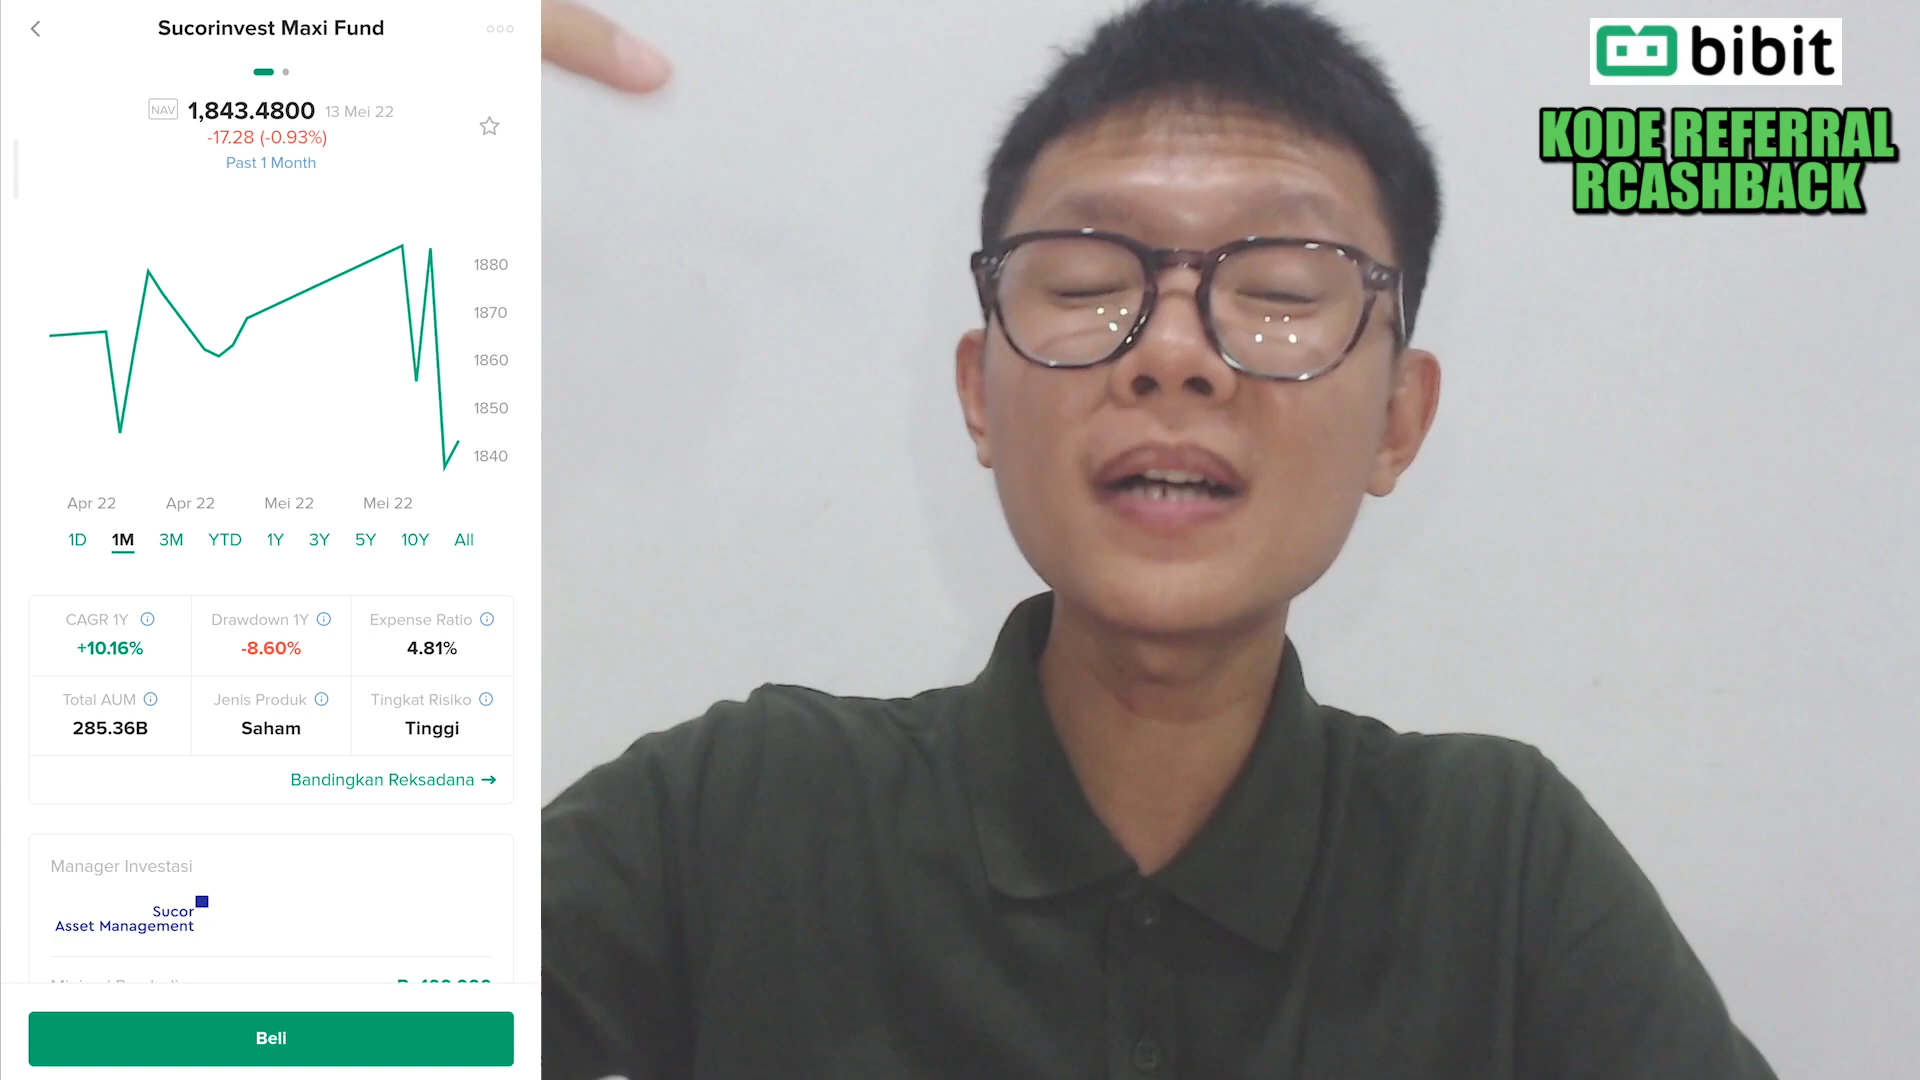 Sucorinvest Maxi Fund
NAV 1,843.4800 13 Mei 22
-17.28 (-0.93%)
Past 1 Month
1880
1870
1860
1850
1840
Apr 22 Apr 22 Mei 22 Mei 22
1D 1M 3M YTD 1Y 3Y 5Y 10Y All
CAGR 1Y Drawdown 1Y Expense Ratio
+10.16% -8.60% 4.81%
Total AUM Jenis Produk Tingkat Risiko
285.36B Saham Tinggi
Bandingkan Reksadana →
Manager Investasi
Sucor
Asset Management
Beli
bibit
KODE REFERRAL
RCASHBACK